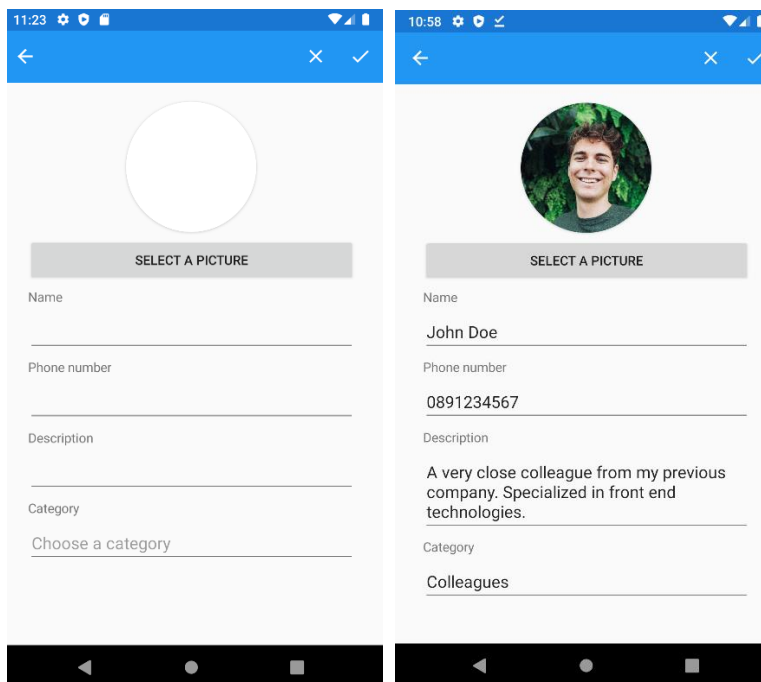 11:23
SELECT A PICTURE
Name
Phone number
Description
Category
Choose a category
10:58
SELECT A PICTURE
Name
John Doe
Phone number
0891234567
Description
A very close colleague from my previous
company. Specialized in front end
technologies.
Category
Colleagues